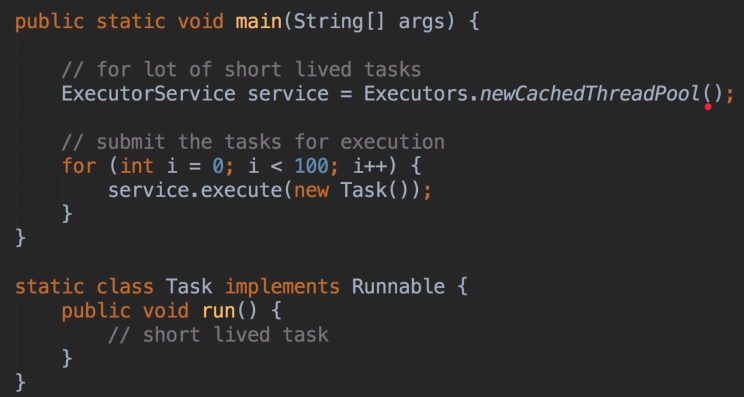 public static void main(String[] args) {
// for lot of short lived tasks
ExecutorService service = Executors.newCachedThreadPool();
// submit the tasks for execution
for (int i = 0; i < 100; i++) {
service.execute(new Task());
}
}
static class Task implements Runnable {
public void run() {
// short lived task
}
}